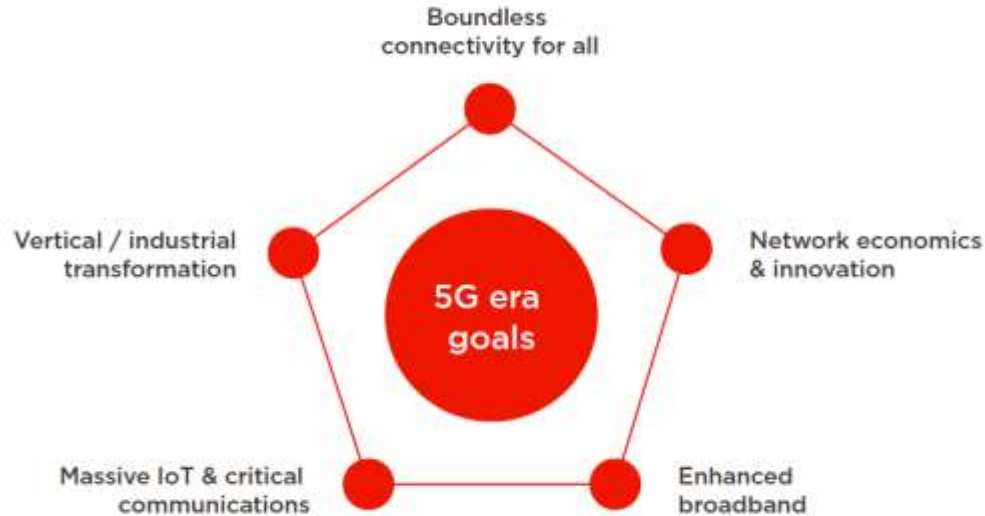 Boundless
connectivity for all
Vertical / industrial
transformation
Network economics
& innovation
5G era
goals
Massive IoT & critical
communications
Enhanced
broadband